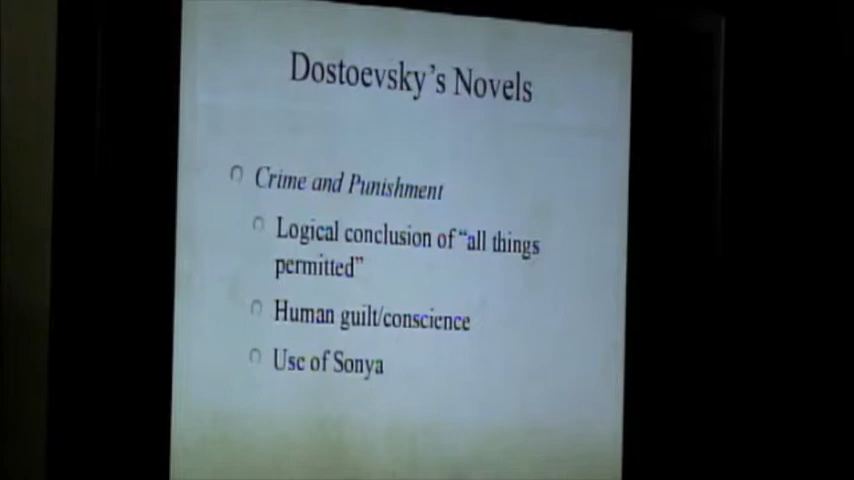 Dostoevsky's Novels
Crime and Punishment
Logical conclusion of “all things
permitted”
Human guilt/conscience
Use of Sonya